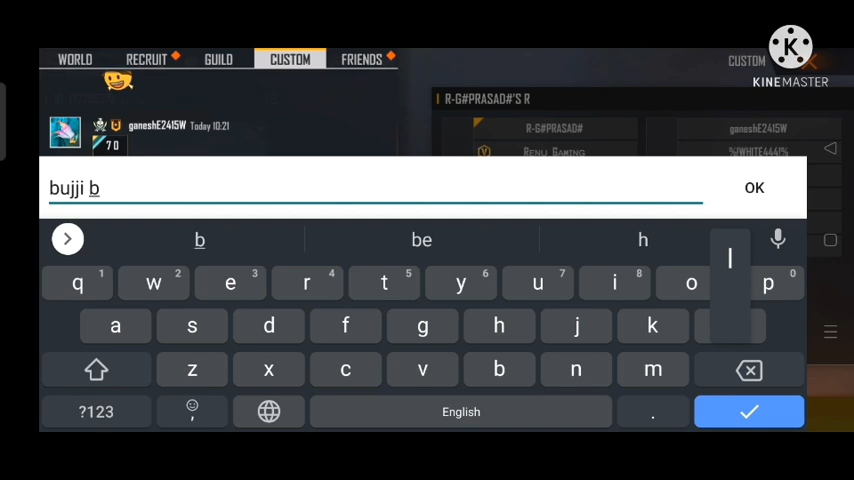 WORLD RECRUIT GUILD CUSTOM FRIENDS CUSTOM
K
KINEMASTER
R-G#PRASAD#'S R
ganeshE2415W Today 10:21
R-G#PRASAD# ganeshE2415W
70
RENU GAMING %!WHITE444!%
bujji b OK
b be h l
q 1 w 2 e 3 r 4 t 5 y 6 u 7 i 8 o p 0
a s d f g h j k
z x c v b n m
?123 , English .